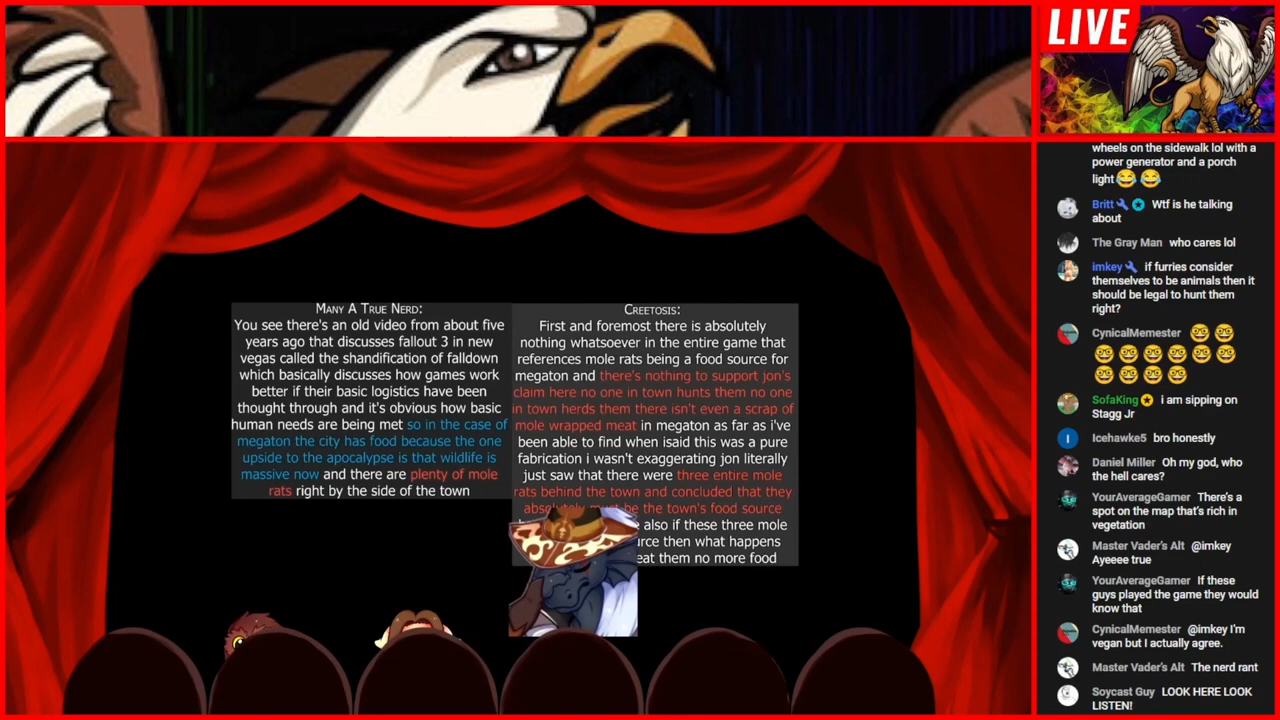 LIVE
MANY A TRUE NERD:
You see there's an old video from about five
years ago that discusses fallout 3 in new
vegas called the shandification of falldown
which basically discusses how games work
better if their basic logistics have been
thought through and it's obvious how basic
human needs are being met so in the case of
megaton the city has food because the one
upside to the apocalypse is that wildlife is
massive now and there are plenty of mole
rats right by the side of the town
CREETOSIS:
First and foremost there is absolutely
nothing whatsoever in the entire game that
references mole rats being a food source for
megaton and there's nothing to support jon's
claim here no one in town hunts them no one
in town herds them there isn't even a scrap of
mole wrapped meat in megaton as far as i've
been able to find when isaid this was a pure
fabrication i wasn't exaggerating jon literally
just saw that there were three entire mole
rats behind the town and concluded that they
absolutely must be the town's food source
also if these three mole
then what happens
eat them no more food
wheels on the sidewalk lol with a
power generator and a porch
light😂 😂
Britt Wtf is he talking
about
The Gray Man who cares lol
imkey if furries consider
themselves to be animals then it
should be legal to hunt them
right?
CynicalMemester 🤓 🤓
🤓 🤓 🤓 🤓 🤓 🤓
🤓 🤓 🤓 🤓
SofaKing i am sipping on
Stagg Jr
I
Icehawke5 bro honestly
Daniel Miller Oh my god, who
the hell cares?
YourAverageGamer There's a
spot on the map that's rich in
vegetation
Master Vader's Alt @imkey
Ayeeee true
YourAverageGamer If these
guys played the game they would
know that
CynicalMemester @imkey I'm
vegan but I actually agree.
Master Vader's Alt The nerd rant
Soycast Guy LOOK HERE LOOK
LISTEN!